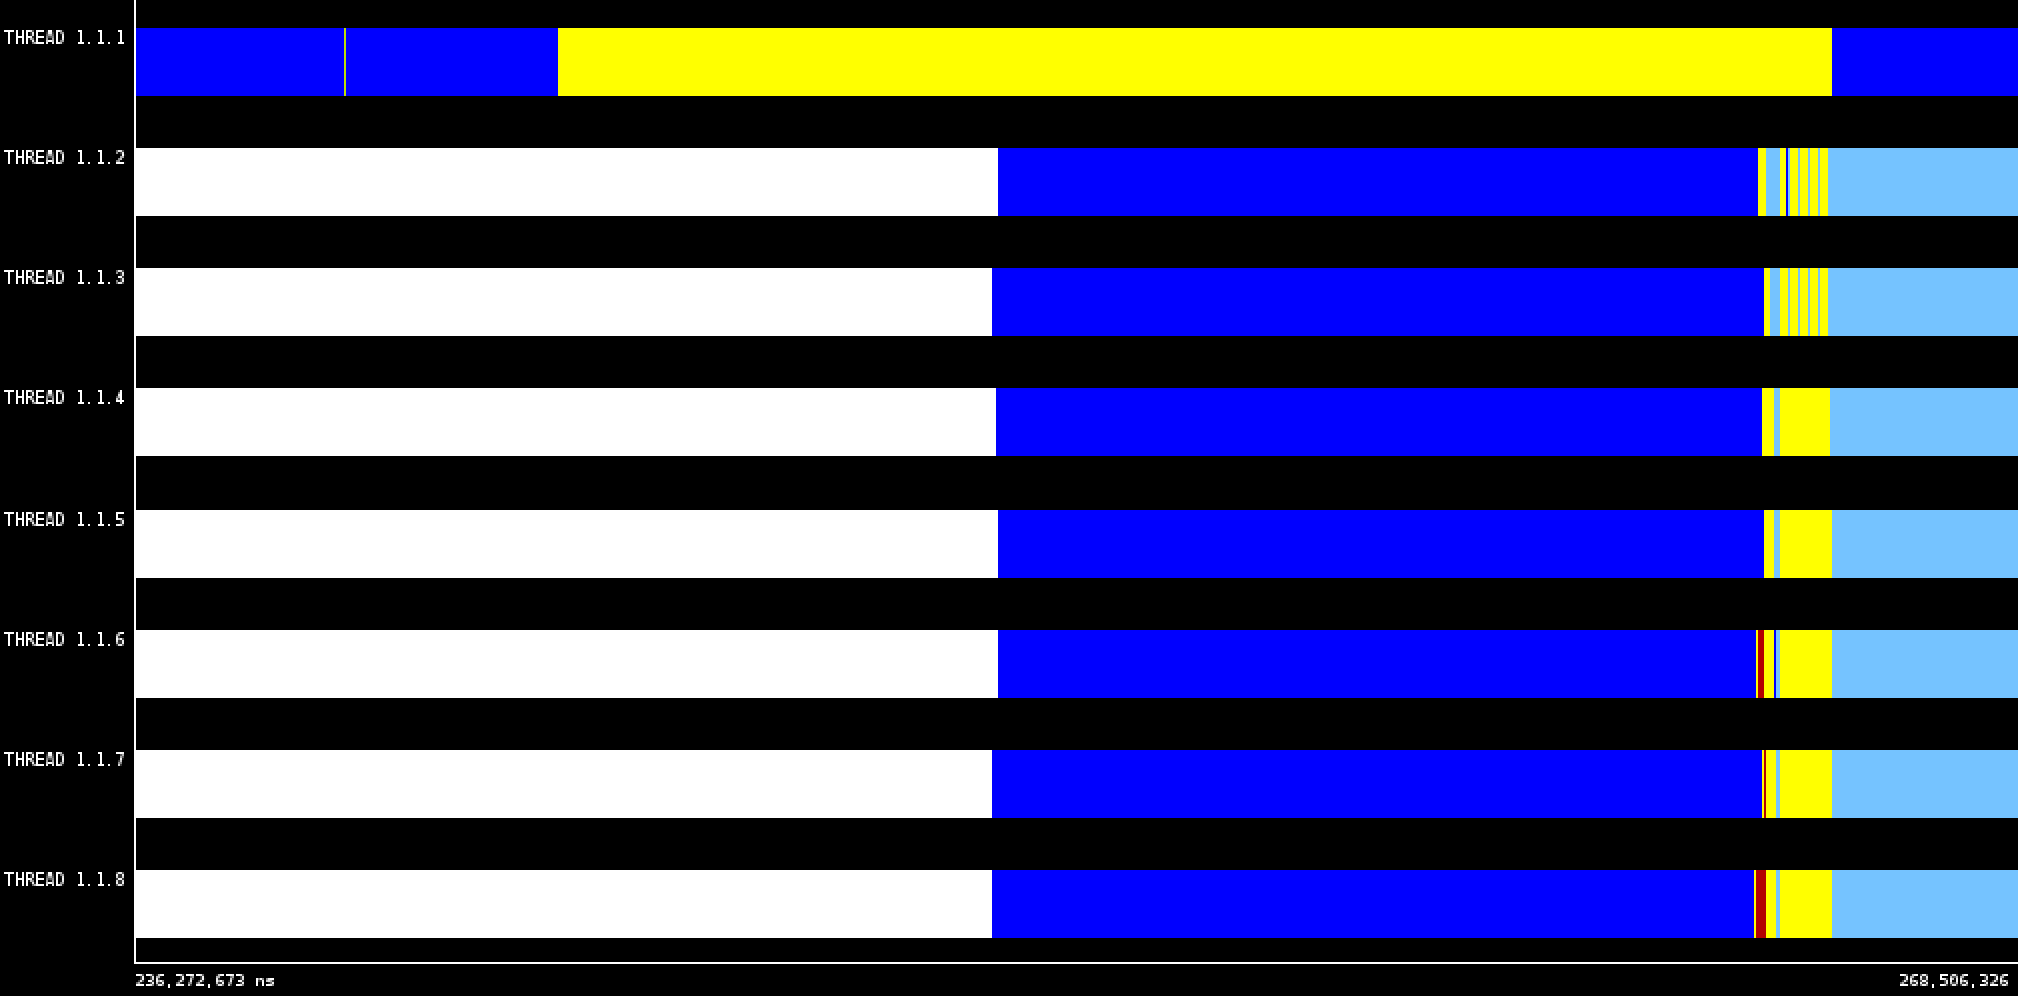 THREAD 1.1.1
THREAD 1.1.2
THREAD 1.1.3
THREAD 1.1.4
THREAD 1.1.5
THREAD 1.1.6
THREAD 1.1.7
THREAD 1.1.8
236,272,673 ns 268,506,326